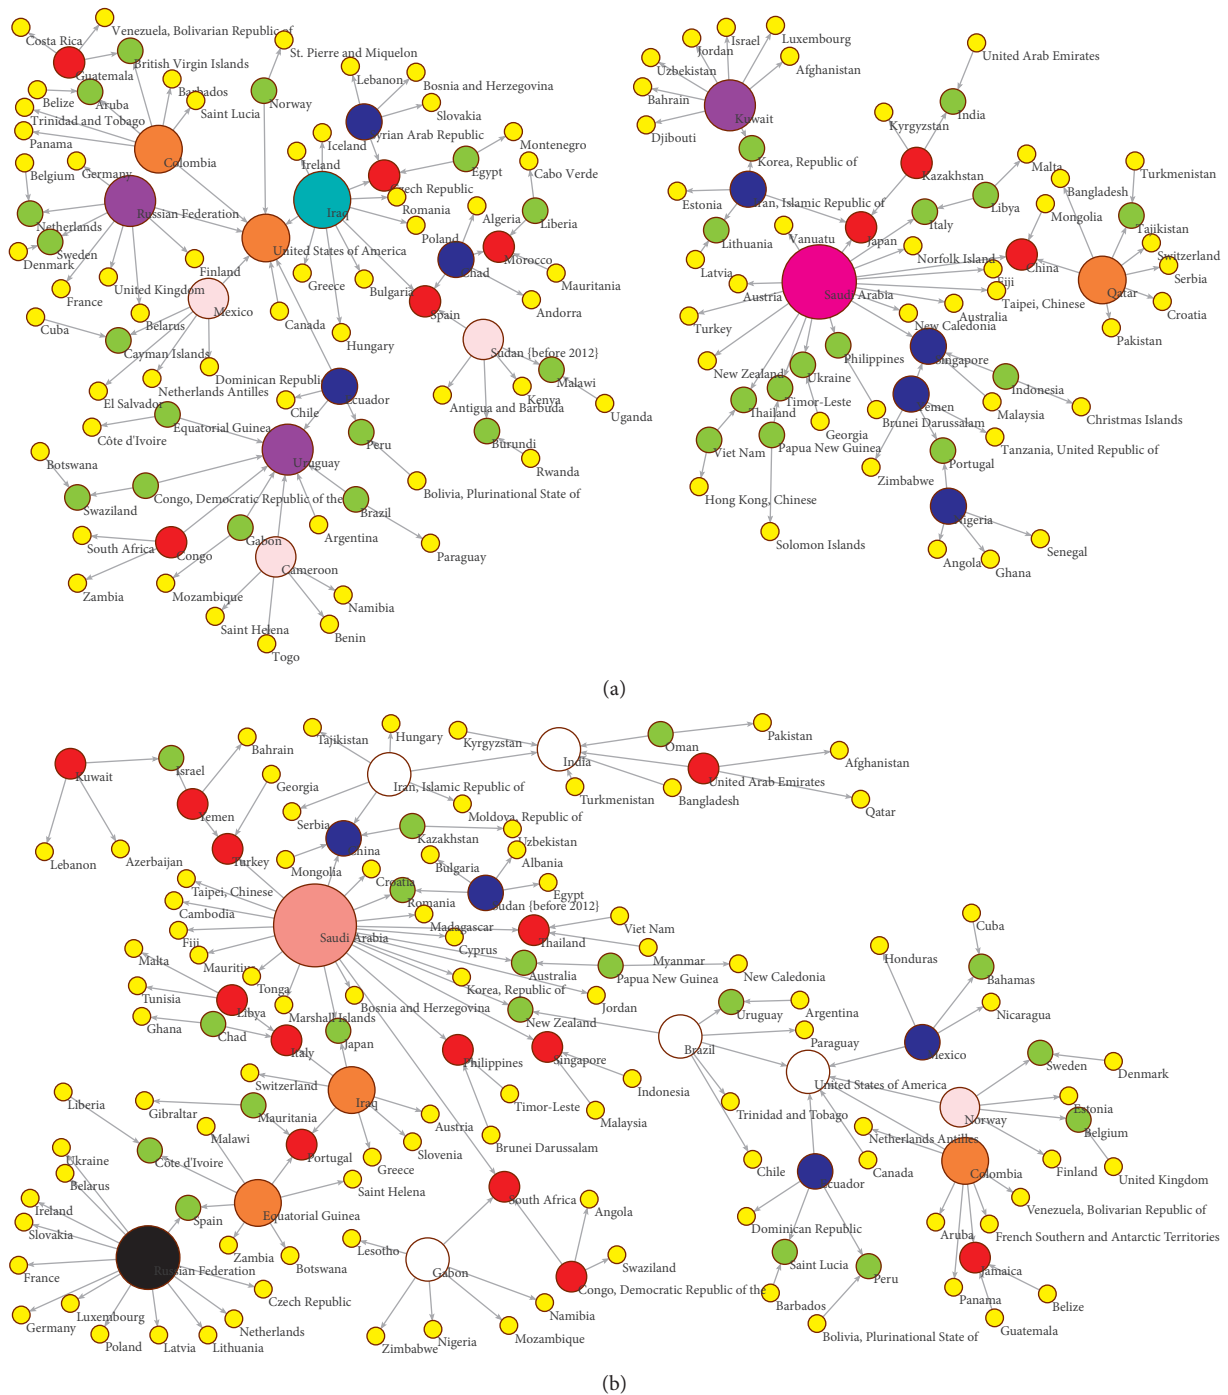 Costa Rica
Venezuela, Bolivarian Republic of
Guatemala
British Virgin Islands
St. Pierre and Miquelon
Lebanon
Bosnia and Herzegovina
Belize
Aruba
Barbados
Saint Lucia
Norway
Slovakia
Trinidad and Tobago
Panama
Colombia
Syrian Arab Republic
Iceland
Montenegro
Belgium
Germany
Ireland
Czech Republic
Egypt
Cabo Verde
Netherlands
Russian Federation
Iraq
Romania
Algeria
Liberia
Denmark
Sweden
United States of America
Poland
Chad
Morocco
Finland
France
United Kingdom
Greece
Bulgaria
Mauritania
Cuba
Belarus
Mexico
Canada
Spain
Andorra
Cayman Islands
Hungary
Sudan {before 2012}
El Salvador
Netherlands Antilles
Dominican Republic
Ecuador
Malawi
Chile
Antigua and Barbuda
Kenya
Uganda
Côte d'Ivoire
Equatorial Guinea
Peru
Burundi
Botswana
Uruguay
Rwanda
Swaziland
Congo, Democratic Republic of the
Bolivia, Plurinational State of
Brazil
South Africa
Congo
Gabon
Argentina
Paraguay
Zambia
Mozambique
Cameroon
Namibia
Saint Helena
Benin
Togo
Luxembourg
Israel
Jordan
Uzbekistan
Afghanistan
United Arab Emirates
Bahrain
Kuwait
India
Djibouti
Kyrgyzstan
Korea, Republic of
Kazakhstan
Malta
Turkmenistan
Estonia
Iran, Islamic Republic of
Libya
Bangladesh
Lithuania
Vanuatu
Japan
Italy
Mongolia
Tajikistan
Latvia
Norfolk Island
China
Switzerland
Austria
Saudi Arabia
Fiji
Serbia
Taipei, Chinese
Qatar
Turkey
Australia
Croatia
New Caledonia
Pakistan
New Zealand
Philippines
Singapore
Ukraine
Indonesia
Thailand
Timor-Leste
Yemen
Malaysia
Christmas Islands
Georgia
Brunei Darussalam
Viet Nam
Papua New Guinea
Portugal
Tanzania, United Republic of
Zimbabwe
Hong Kong, Chinese
Nigeria
Solomon Islands
Senegal
Angola
Ghana
(a)
Bahrain
Tajikistan
Hungary
Kyrgyzstan
Oman
Pakistan
Kuwait
Israel
Georgia
Iran, Islamic Republic of
India
United Arab Emirates
Afghanistan
Yemen
Serbia
Moldova, Republic of
Turkmenistan
Bangladesh
Qatar
Lebanon
Azerbaijan
Turkey
China
Kazakhstan
Uzbekistan
Mongolia
Bulgaria
Albania
Taipei, Chinese
Croatia
Romania
Egypt
Cambodia
Sudan {before 2012}
Saudi Arabia
Madagascar
Viet Nam
Fiji
Cyprus
Thailand
Cuba
Malta
Mauritius
Australia
Myanmar
Honduras
Tonga
Korea, Republic of
Papua New Guinea
New Caledonia
Bahamas
Tunisia
Libya
Marshall Islands
Bosnia and Herzegovina
Jordan
Uruguay
Argentina
Nicaragua
Ghana
Chad
Italy
Japan
New Zealand
Brazil
Paraguay
Mexico
Philippines
Singapore
Sweden
Denmark
Switzerland
Iraq
Indonesia
United States of America
Liberia
Gibraltar
Mauritania
Timor-Leste
Trinidad and Tobago
Norway
Estonia
Malawi
Austria
Malaysia
Netherlands Antilles
Belgium
Ukraine
Côte d'Ivoire
Portugal
Slovenia
Brunei Darussalam
Greece
Chile
Canada
Colombia
Finland
United Kingdom
Belarus
Saint Helena
South Africa
Ecuador
Ireland
Spain
Equatorial Guinea
Angola
Dominican Republic
Venezuela, Bolivarian Republic of
Slovakia
Zambia
Botswana
Lesotho
Aruba
French Southern and Antarctic Territories
France
Russian Federation
Gabon
Swaziland
Saint Lucia
Peru
Jamaica
Congo, Democratic Republic of the
Czech Republic
Panama
Luxembourg
Namibia
Barbados
Belize
Germany
Netherlands
Mozambique
Guatemala
Poland
Latvia
Lithuania
Zimbabwe
Nigeria
Bolivia, Plurinational State of
(b)